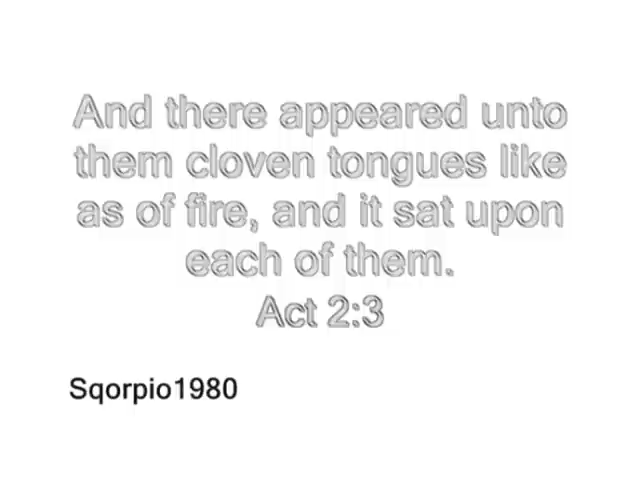 And there appeared unto
them cloven tongues like
as of fire, and it sat upon
each of them.
Act 2:3
Sqorpio1980